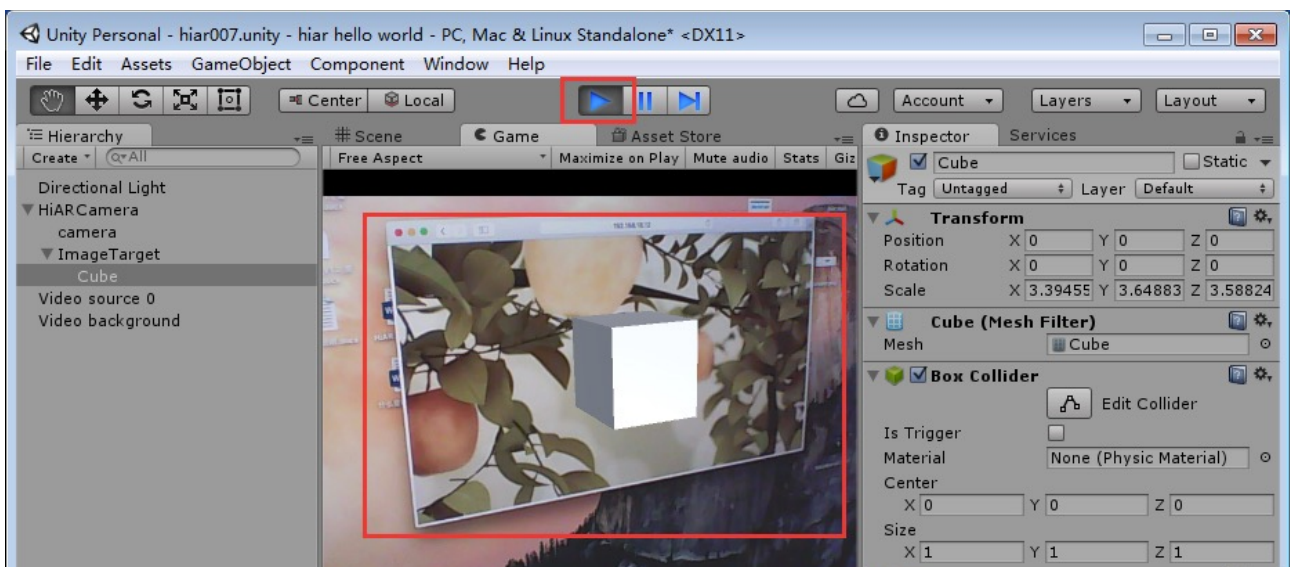 Unity Personal - hiar007.unity - hiar hello world - PC, Mac & Linux Standalone* <DX11>
File Edit Assets GameObject Component Window Help
Center Local Account Layers Layout
Hierarchy
Create All
Directional Light
HiARCamera
camera
ImageTarget
Cube
Video source 0
Video background
Scene Game Asset Store
Free Aspect Maximize on Play Mute audio Stats Giz
Inspector Services
Cube Static
Tag Untagged Layer Default
Transform
Position X 0 Y 0 Z 0
Rotation X 0 Y 0 Z 0
Scale X 3.39455 Y 3.64883 Z 3.58824
Cube (Mesh Filter)
Mesh Cube
Box Collider
Edit Collider
Is Trigger
Material None (Physic Material)
Center
X 0 Y 0 Z 0
Size
X 1 Y 1 Z 1